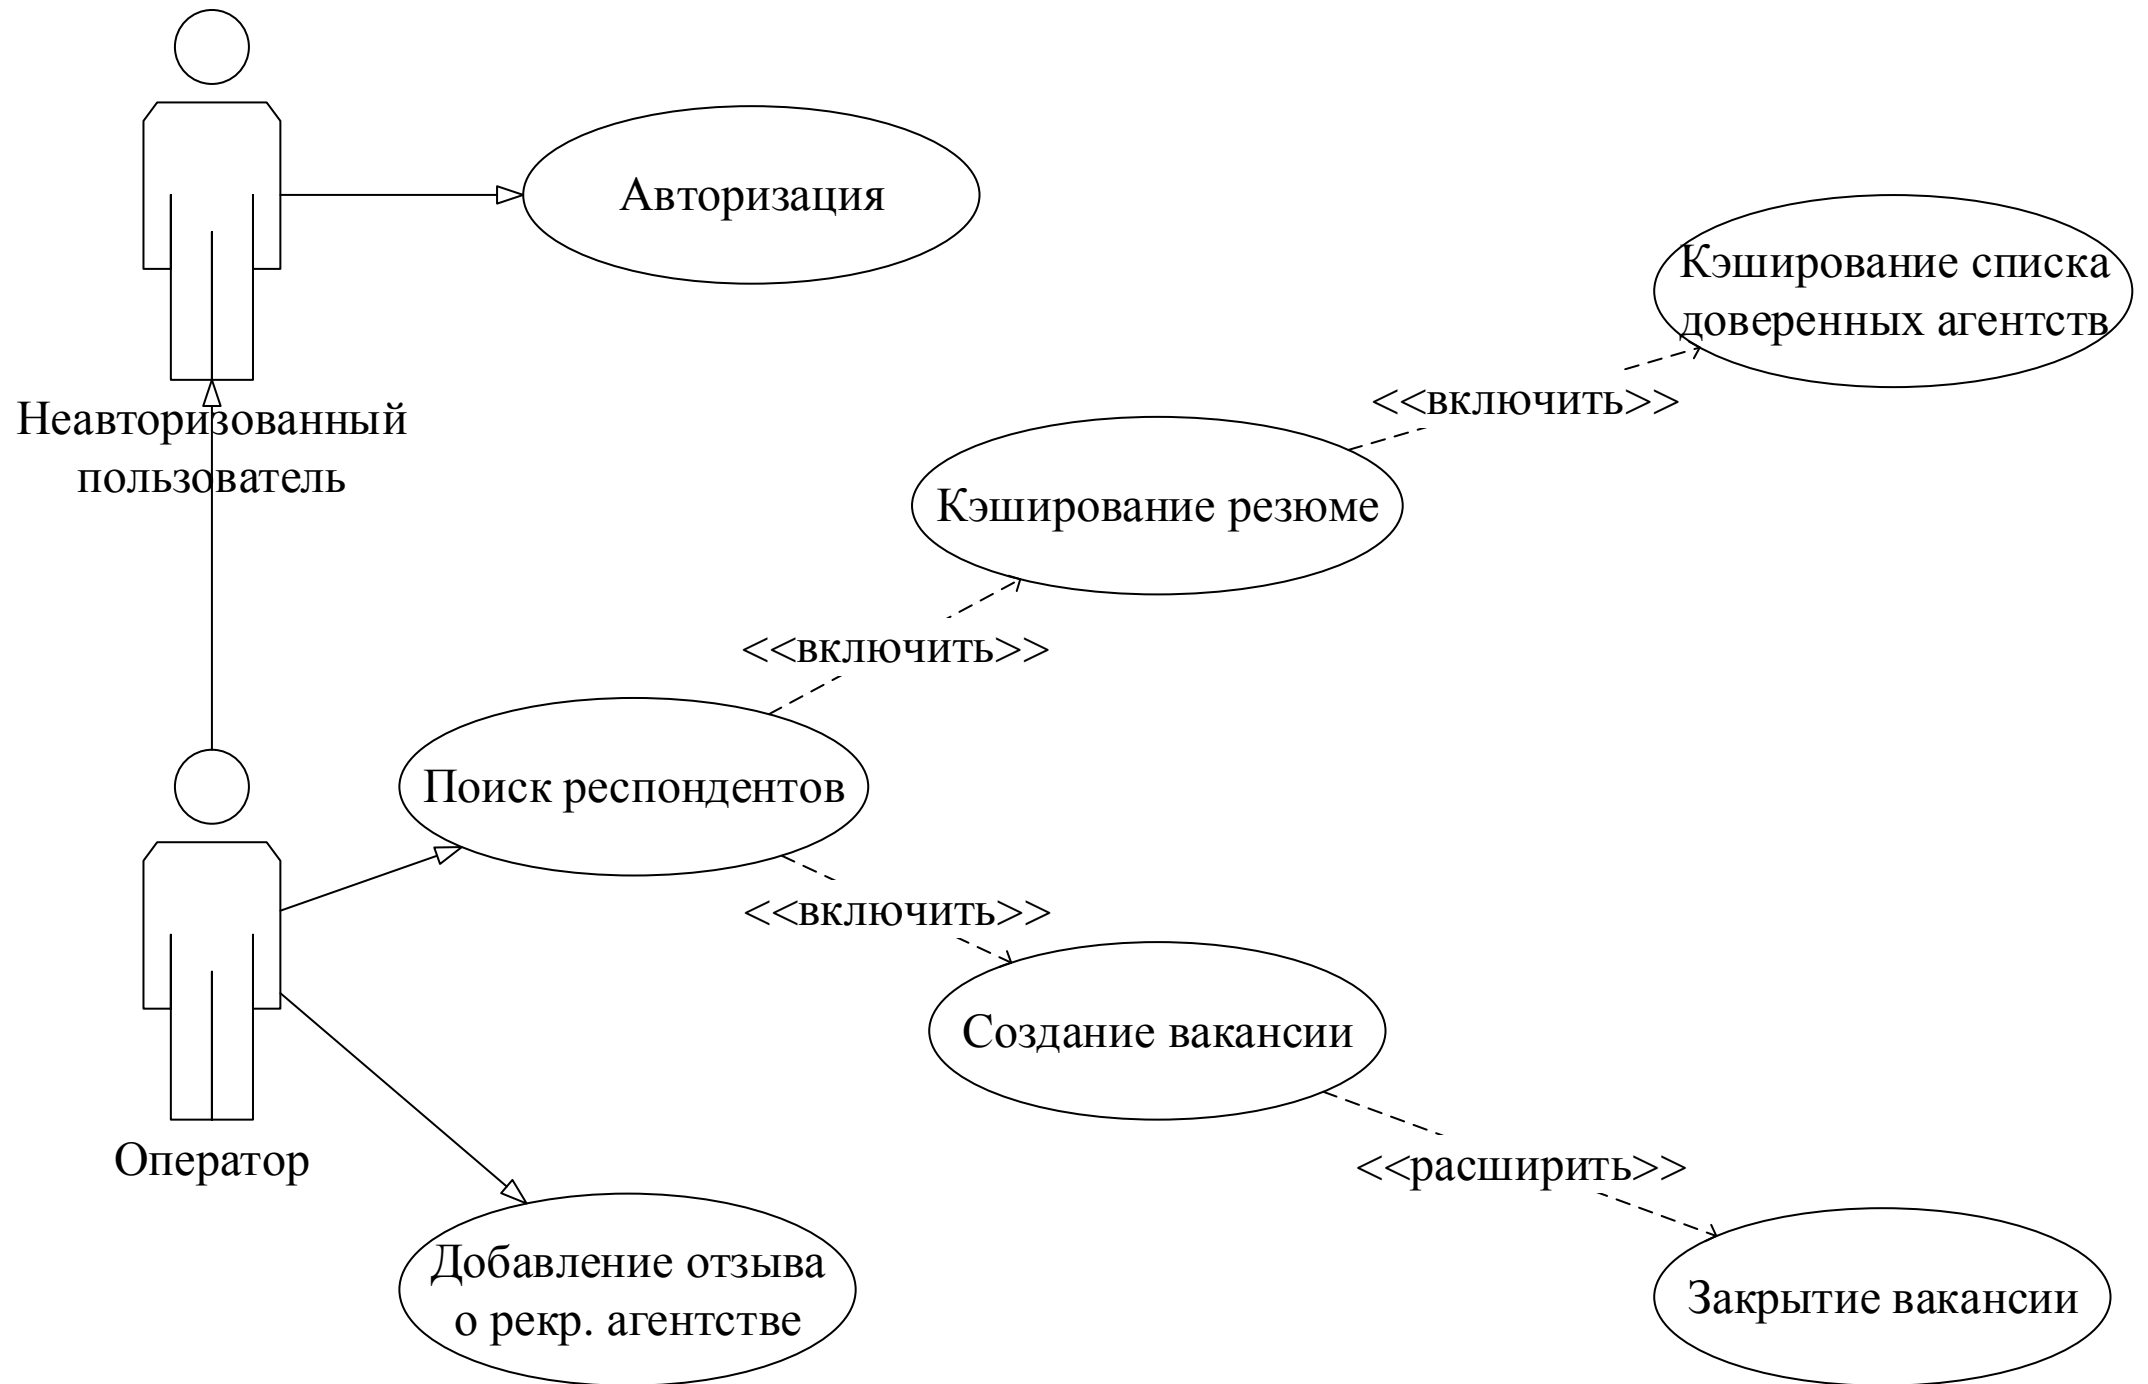 Авторизация
Кэширование списка
доверенных агентств
<<включить>>
Неавторизованный
пользователь
Кэширование резюме
<<включить>>
Поиск респондентов
<<включить>>
Создание вакансии
Оператор
<<расширить>>
Добавление отзыва
о рекр. агентстве
Закрытие вакансии